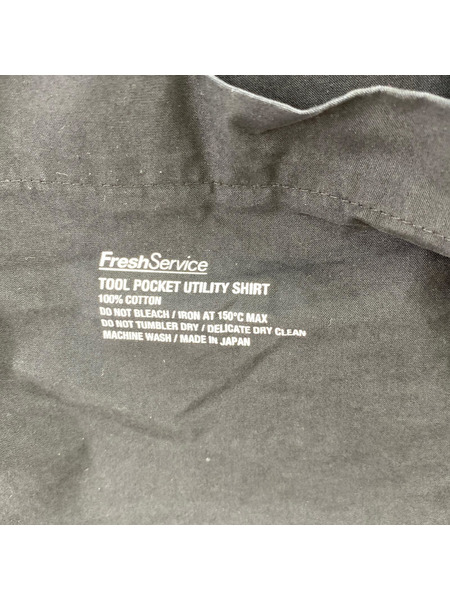 FreshService
TOOL POCKET UTILITY SHIRT
100% COTTON
DO NOT BLEACH / IRON AT 150°C MAX
DO NOT TUMBLER DRY / DELICATE DRY CLEAN
MACHINE WASH / MADE IN JAPAN